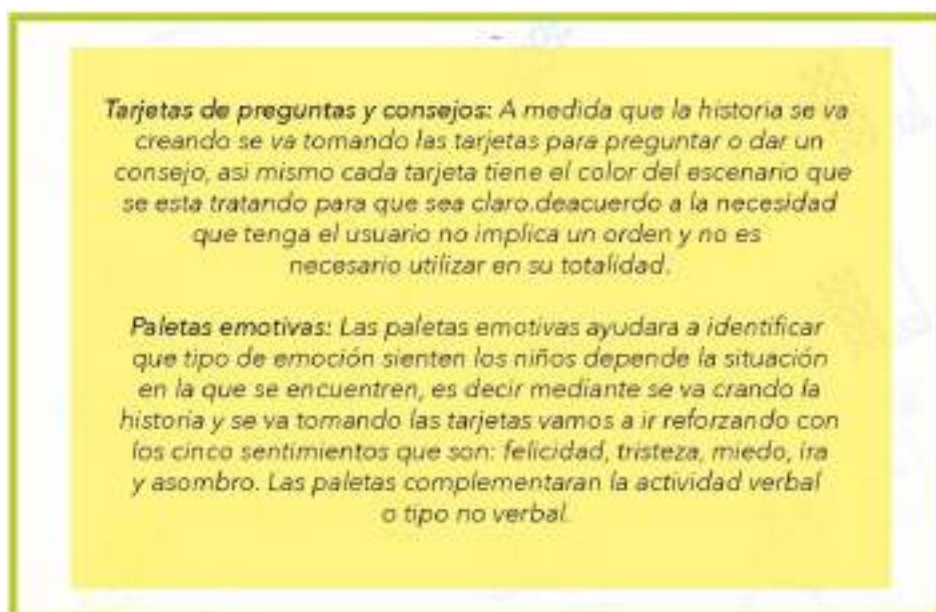 Tarjetas de preguntas y consejos: A medida que la historia se va
creando se va tomando las tarjetas para preguntar o dar un
consejo, asi mismo cada tarjeta tiene el color del escenario que
se esta tratando para que sea claro.deacuerdo a la necesidad
que tenga el usuario no implica un orden y no es
necesario utilizar en su totalidad.
Paletas emotivas: Las paletas emotivas ayudara a identificar
que tipo de emoción sienten los niños depende la situación
en la que se encuentren, es decir mediante se va crando la
historia y se va tomando las tarjetas vamos a ir reforzando con
los cinco sentimientos que son: felicidad, tristeza, miedo, ira
y asombro. Las paletas complementaran la actividad verbal
o tipo no verbal.